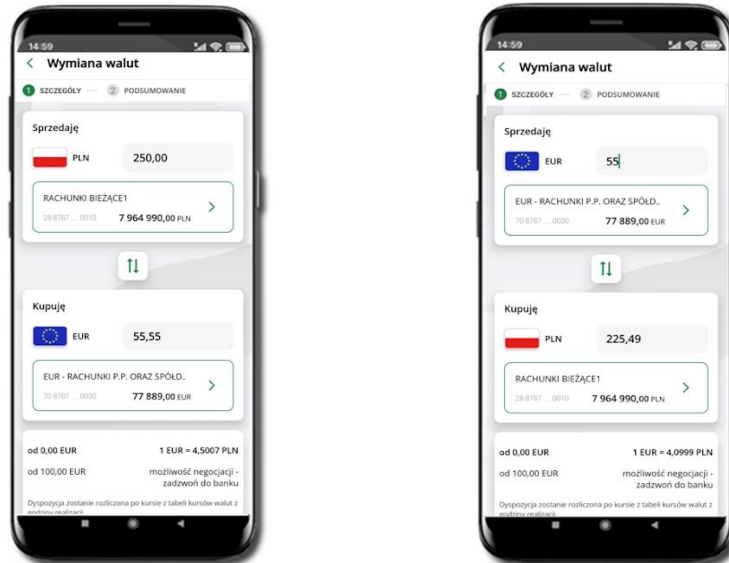 14:59
Wymiana walut
1 SZCZEGÓŁY — 2 PODSUMOWANIE
Sprzedaję
PLN 250,00
RACHUNKI BIEŻĄCE1
28 8787 ... 0010 7 964 990,00 PLN
Kupuję
EUR 55,55
EUR - RACHUNKI P.P. ORAZ SPÓŁD..
70 8787 ... 0030 77 889,00 EUR
od 0,00 EUR 1 EUR = 4,5007 PLN
od 100,00 EUR możliwość negocjacji -
zadzwoń do banku
Dyspozycja zostanie rozliczona po kursie z tabeli kursów walut z
godziny realizacji.
14:59
Wymiana walut
1 SZCZEGÓŁY — 2 PODSUMOWANIE
Sprzedaję
EUR 55
EUR - RACHUNKI P.P. ORAZ SPÓŁD..
70 8787 ... 0030 77 889,00 EUR
Kupuję
PLN 225,49
RACHUNKI BIEŻĄCE1
28 8787 ... 0010 7 964 990,00 PLN
od 0,00 EUR 1 EUR = 4,0999 PLN
od 100,00 EUR możliwość negocjacji -
zadzwoń do banku
Dyspozycja zostanie rozliczona po kursie z tabeli kursów walut z
godziny realizacji.